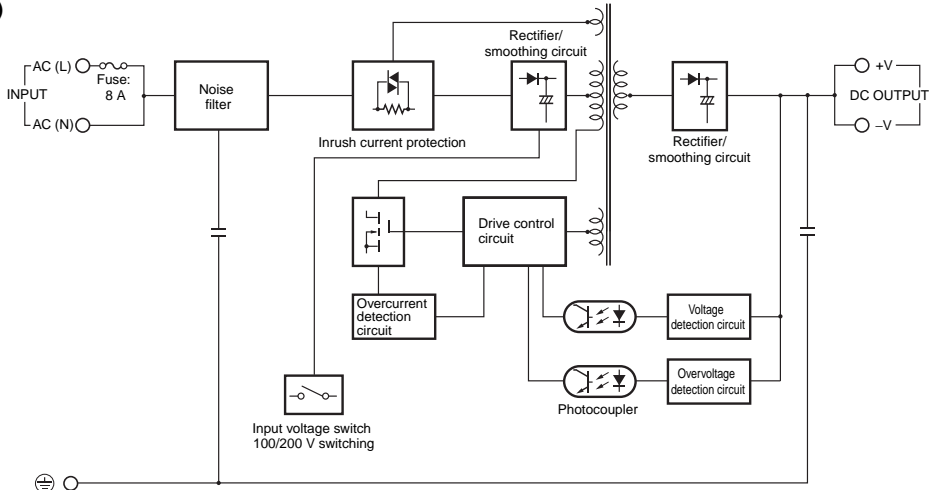 )
AC (L)
Fuse:
8 A
INPUT
AC (N)
Noise
filter
Inrush current protection
Rectifier/
smoothing circuit
Rectifier/
smoothing circuit
+V
DC OUTPUT
–V
Drive control
circuit
Overcurrent
detection
circuit
Voltage
detection circuit
Overvoltage
detection circuit
Photocoupler
Input voltage switch
100/200 V switching